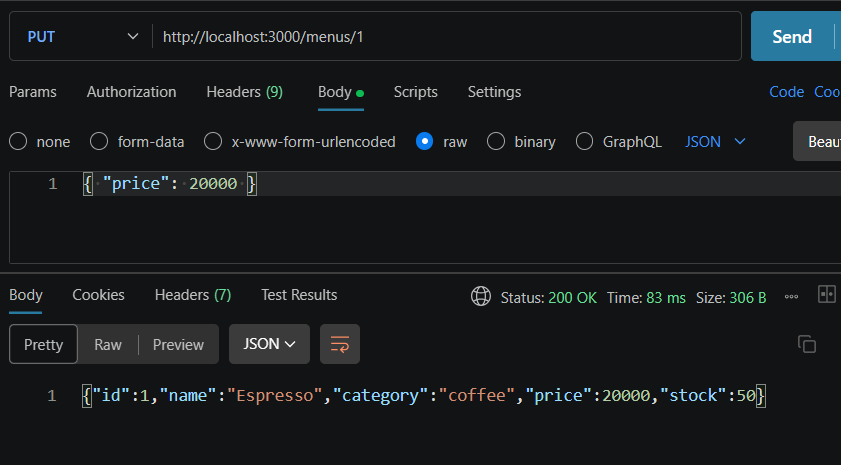 PUT http://localhost:3000/menus/1 Send
Params Authorization Headers (9) Body Scripts Settings Code Coo
none form-data x-www-form-urlencoded raw binary GraphQL JSON Beau
1 { "price": 20000 }
Body Cookies Headers (7) Test Results Status: 200 OK Time: 83 ms Size: 306 B
Pretty Raw Preview JSON
1 {"id":1,"name":"Espresso","category":"coffee","price":20000,"stock":50}